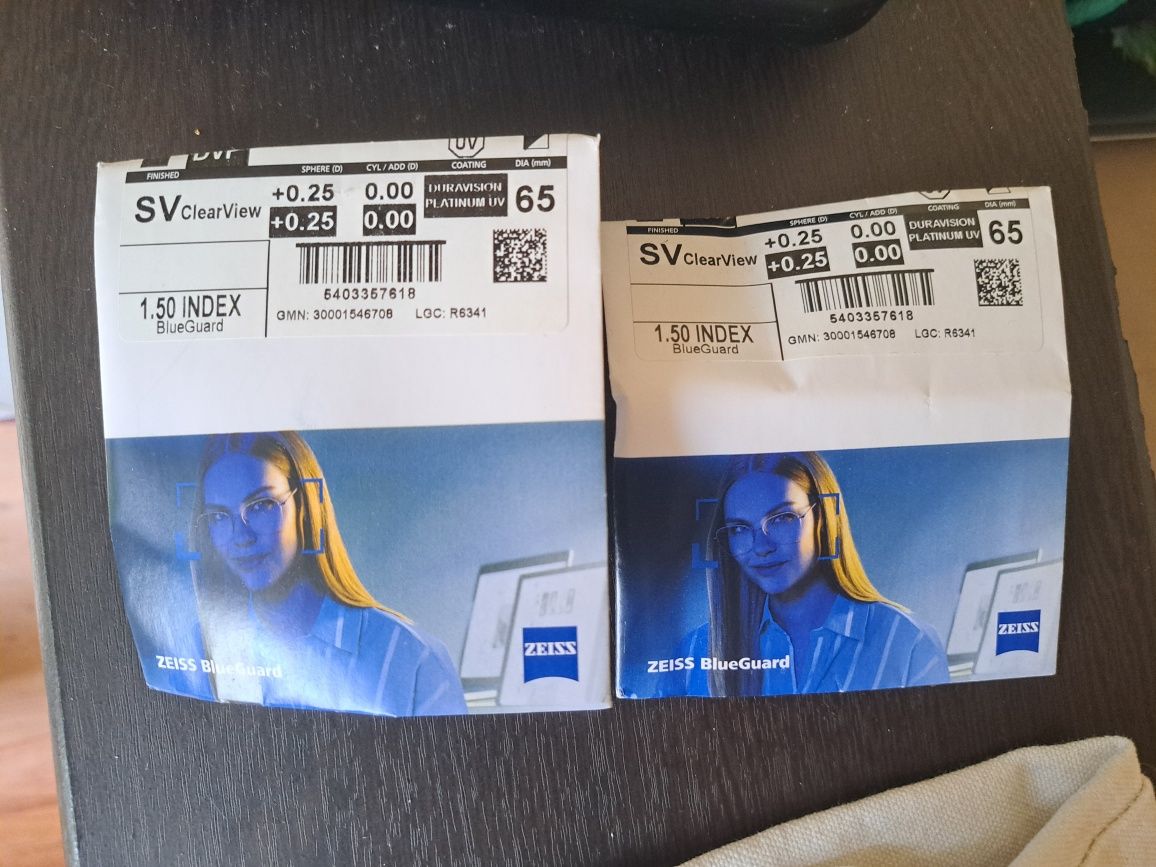 DVP
UV
FINISHED SPHERE (D) CYL / ADD (D) COATING DIA (mm)
SV ClearView +0.25 0.00 DURAVISION PLATINUM UV 65
+0.25 0.00
5403357618
1.50 INDEX
BlueGuard
GMN: 30001546708 LGC: R6341
ZEISS BlueGuard
ZEISS
FINISHED SPHERE (D) CYL / ADD (D) COATING DIA (mm)
SV ClearView +0.25 0.00 DURAVISION PLATINUM UV 65
+0.25 0.00
5403357618
1.50 INDEX
BlueGuard
GMN: 30001546708 LGC: R6341
ZEISS BlueGuard
ZEISS